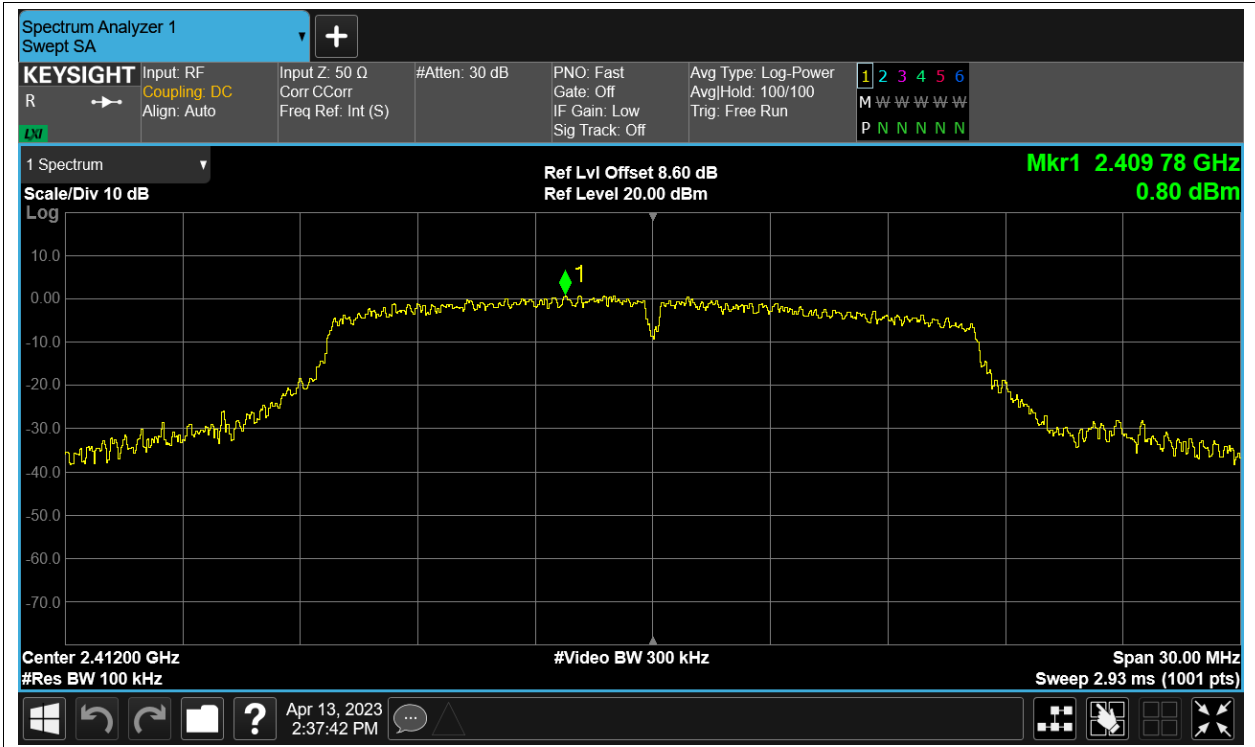 Spectrum Analyzer 1
Swept SA
KEYSIGHT
R
LXI
Input: RF
Coupling: DC
Align: Auto
Input Z: 50 Ω
Corr CCorr
Freq Ref: Int (S)
#Atten: 30 dB
PNO: Fast
Gate: Off
IF Gain: Low
Sig Track: Off
Avg Type: Log-Power
Avg|Hold: 100/100
Trig: Free Run
1 2 3 4 5 6
M W W W W W W
P N N N N N N
1 Spectrum
Scale/Div 10 dB
Log
Ref Lvl Offset 8.60 dB
Ref Level 20.00 dBm
Mkr1 2.409 78 GHz
0.80 dBm
1
10.0
0.00
-10.0
-20.0
-30.0
-40.0
-50.0
-60.0
-70.0
Center 2.41200 GHz
#Res BW 100 kHz
#Video BW 300 kHz
Span 30.00 MHz
Sweep 2.93 ms (1001 pts)
?
Apr 13, 2023
2:37:42 PM